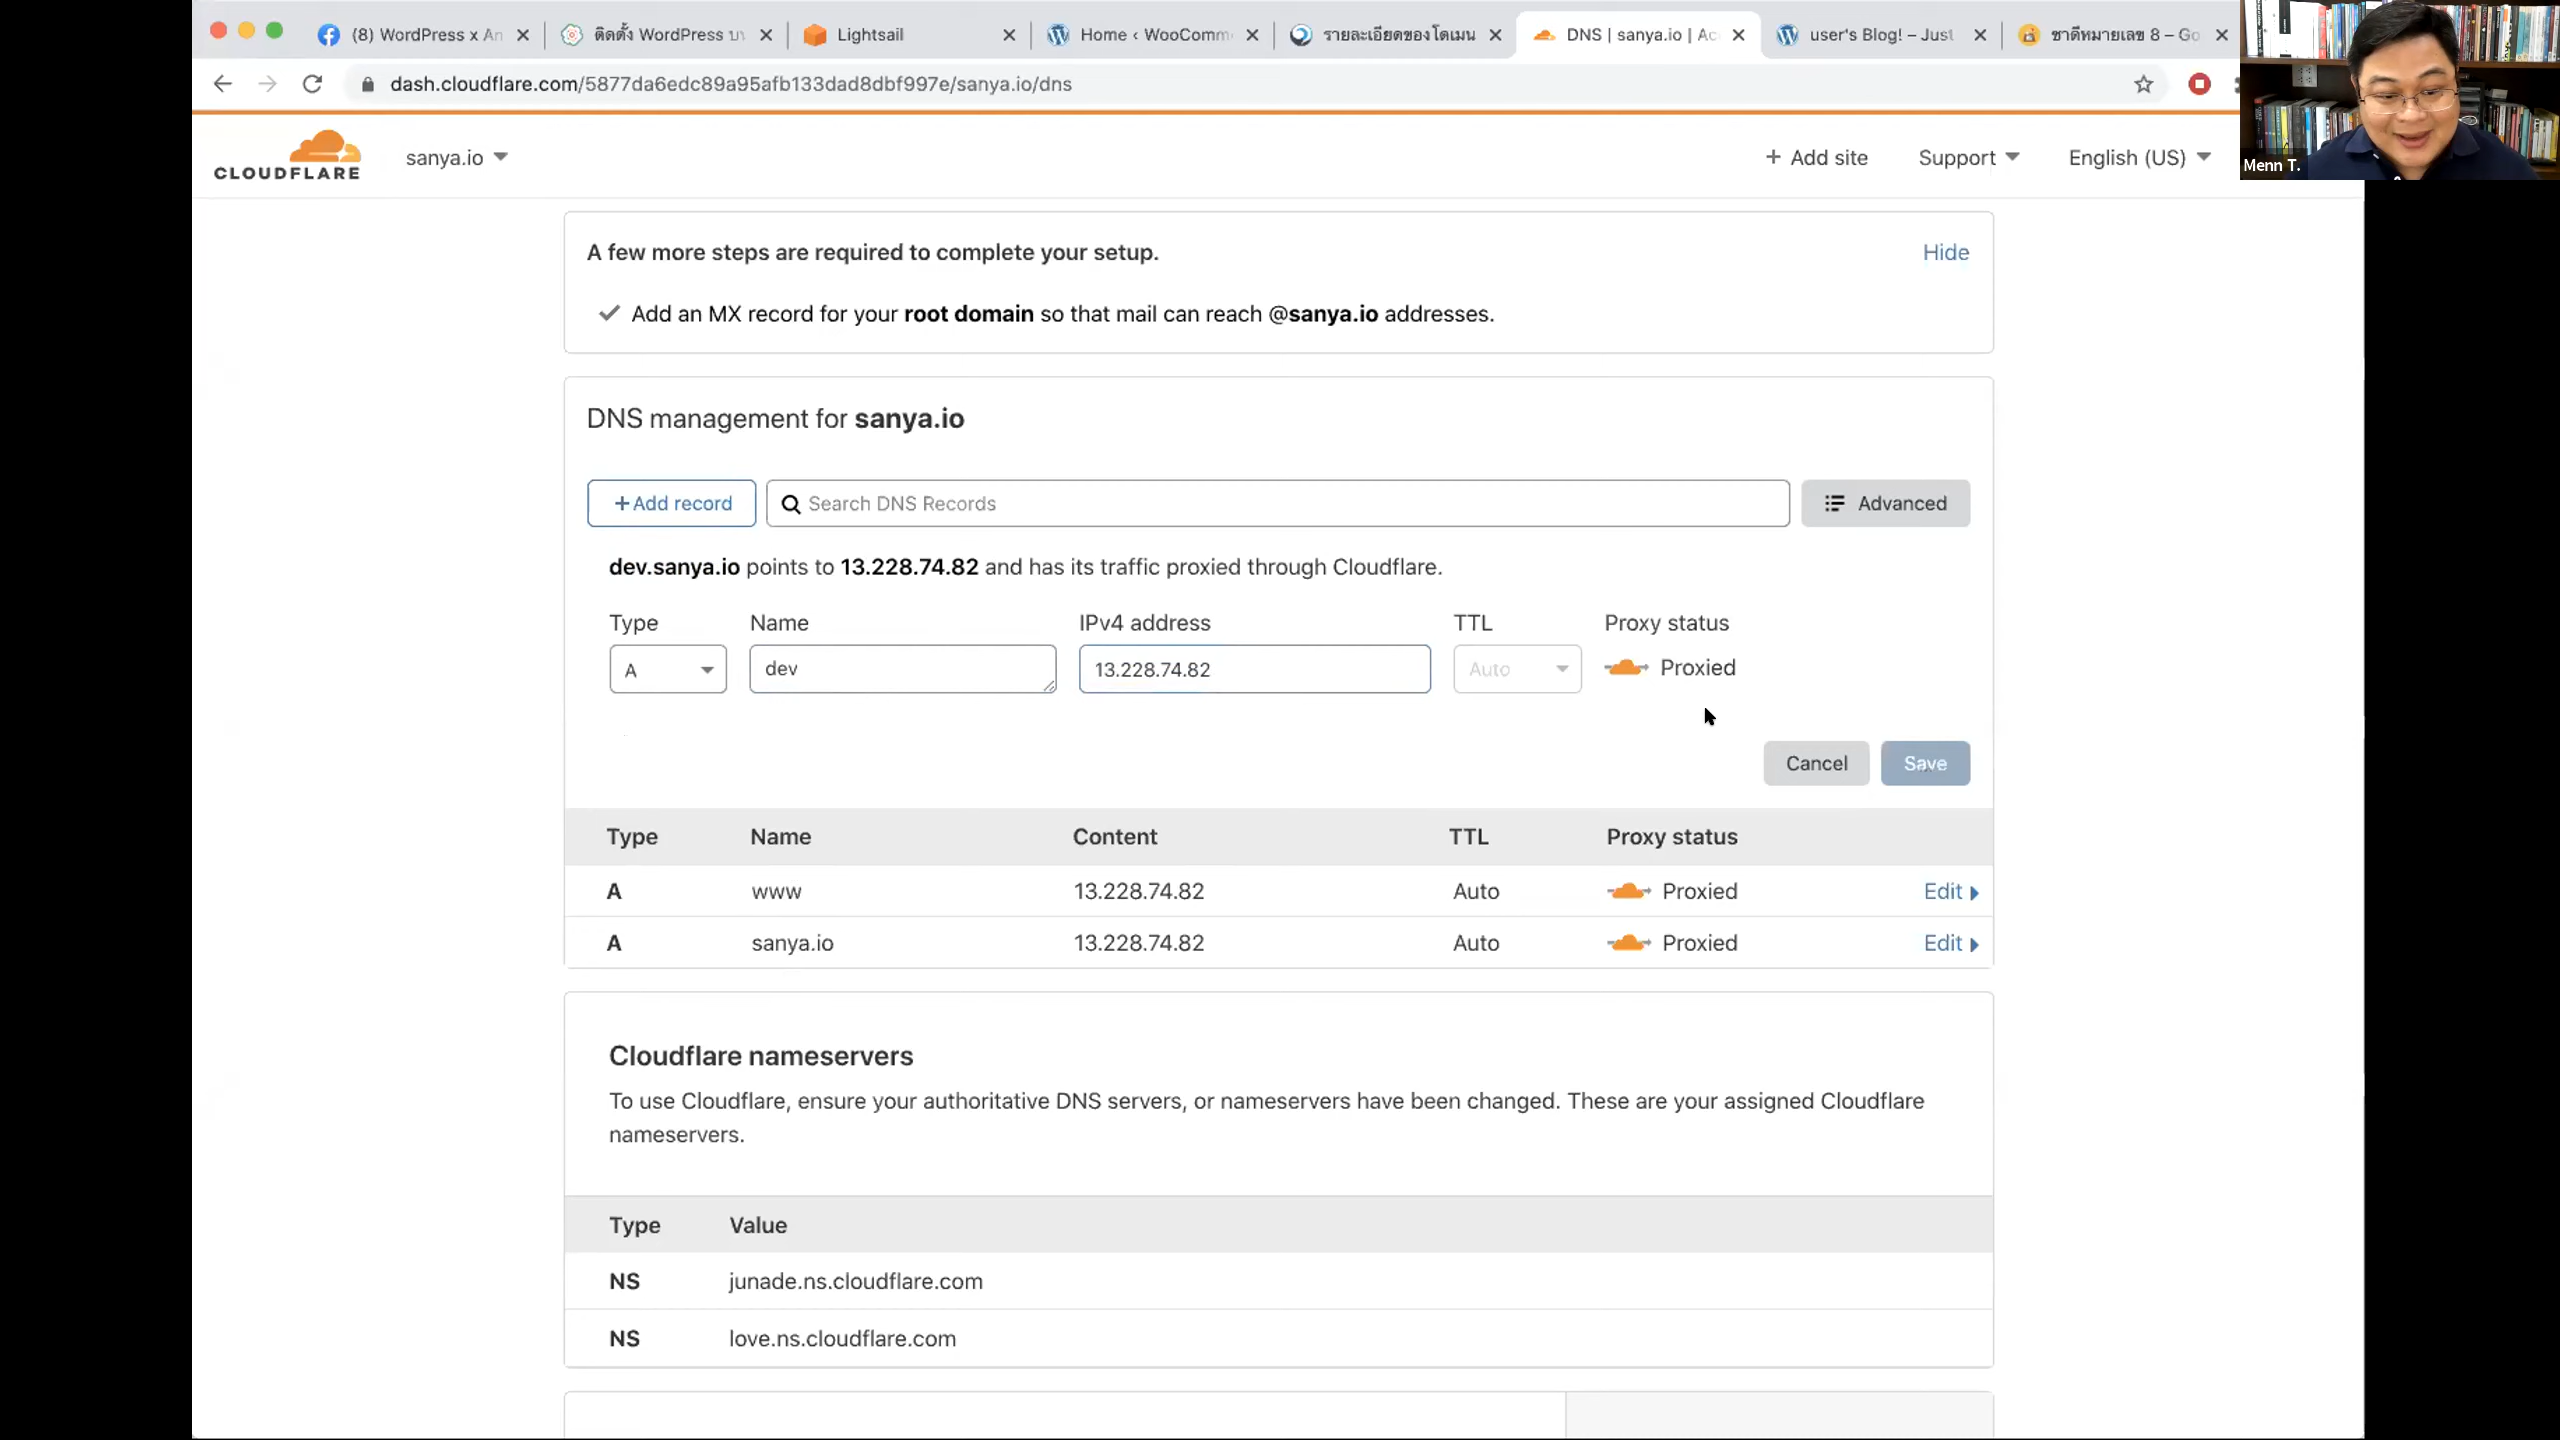 (8) WordPress x An
ติดตั้ง WordPress บน
Lightsail
Home ‹ WooComm
รายละเอียดของโดเมน
DNS | sanya.io | Ac
user's Blog! – Just
ชาติหมายเลข 8 – Go
dash.cloudflare.com/5877da6edc89a95afb133dad8dbf997e/sanya.io/dns
Menn T.
CLOUDFLARE
sanya.io
+ Add site
Support
English (US)
A few more steps are required to complete your setup.
Hide
Add an MX record for your root domain so that mail can reach @sanya.io addresses.
DNS management for sanya.io
+Add record
Search DNS Records
Advanced
dev.sanya.io points to 13.228.74.82 and has its traffic proxied through Cloudflare.
Type Name IPv4 address TTL Proxy status
A dev 13.228.74.82 Auto Proxied
Cancel Save
Type Name Content TTL Proxy status
A www 13.228.74.82 Auto Proxied Edit
A sanya.io 13.228.74.82 Auto Proxied Edit
Cloudflare nameservers
To use Cloudflare, ensure your authoritative DNS servers, or nameservers have been changed. These are your assigned Cloudflare
nameservers.
Type Value
NS junade.ns.cloudflare.com
NS love.ns.cloudflare.com